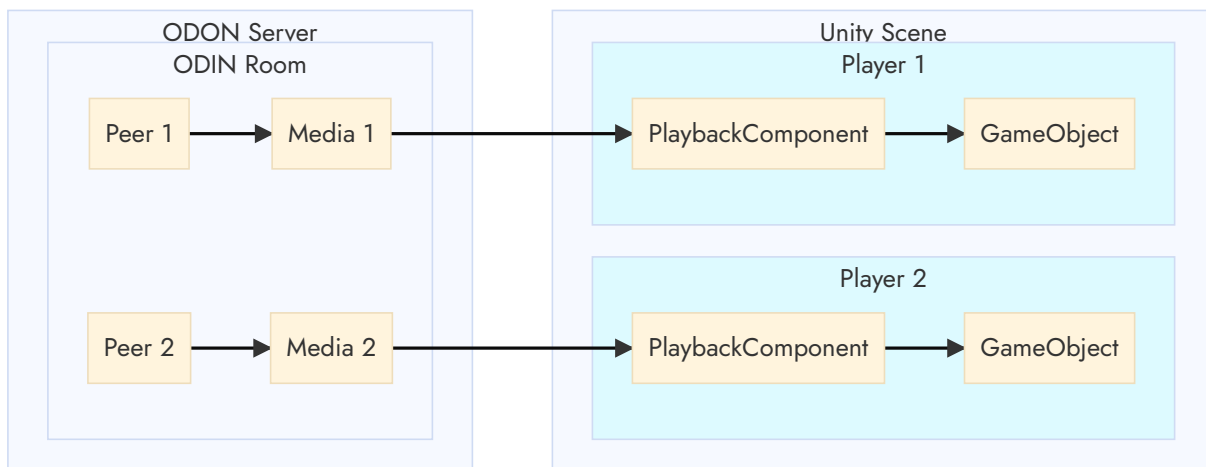 ODON Server
Unity Scene
ODIN Room
Player 1
Peer 1
Media 1
PlaybackComponent
GameObject
Player 2
Peer 2
Media 2
PlaybackComponent
GameObject